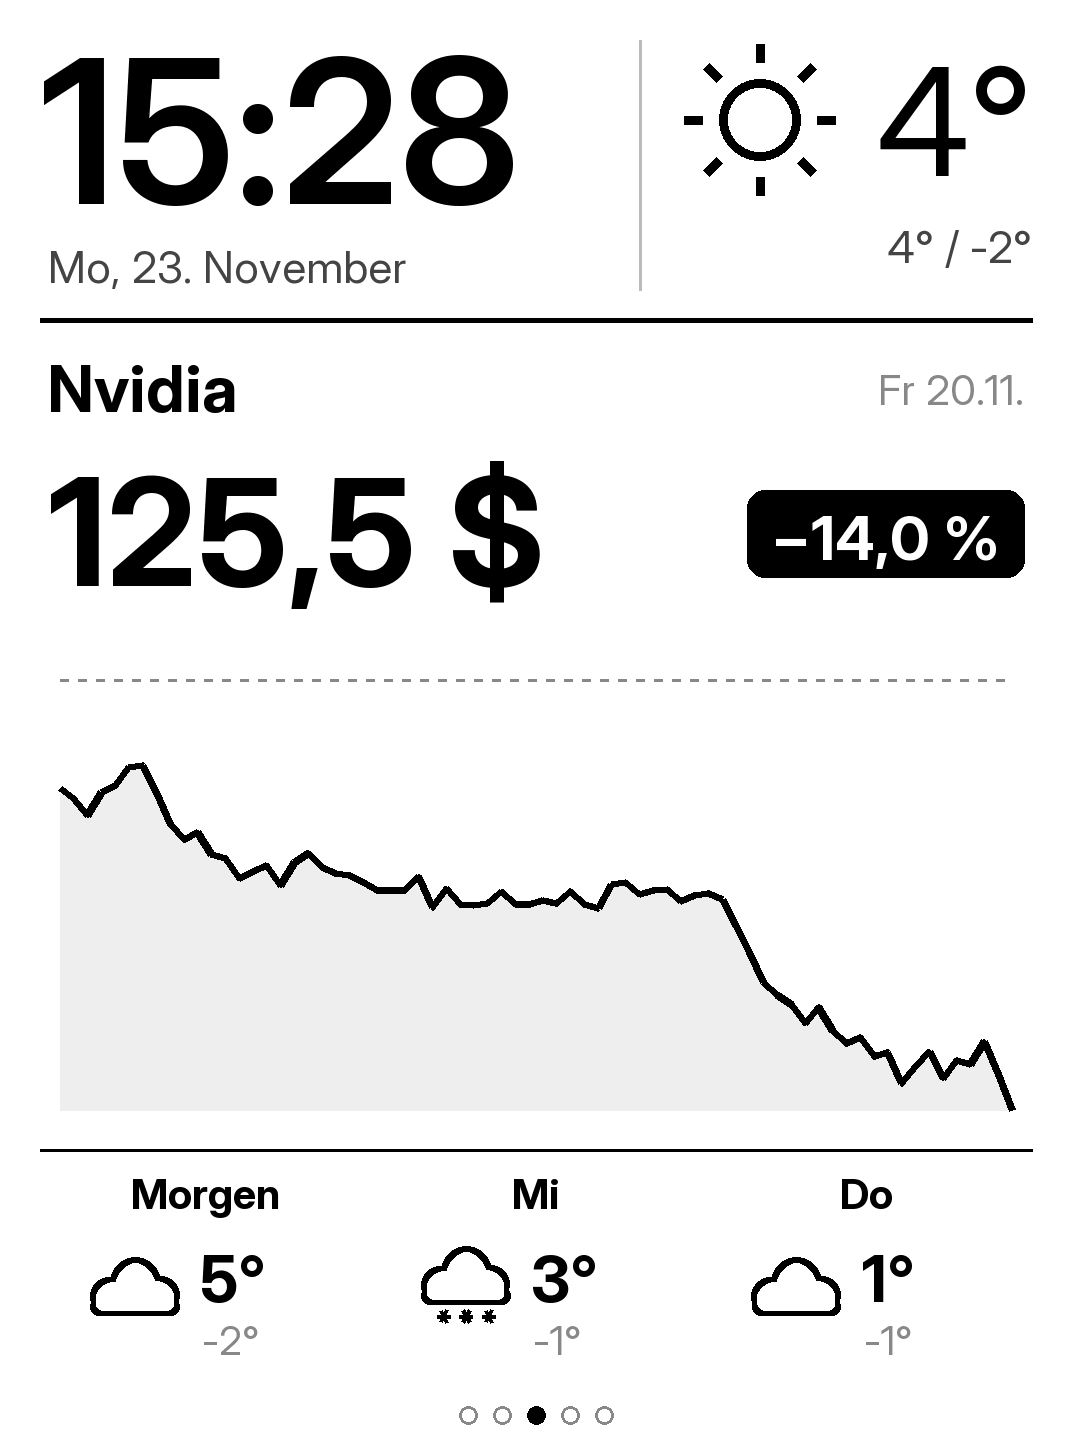 15:28
4°
4° / -2°
Mo, 23. November
Nvidia
Fr 20.11.
125,5 $
−14,0 %
Morgen
Mi
Do
5°
3°
1°
-2°
-1°
-1°